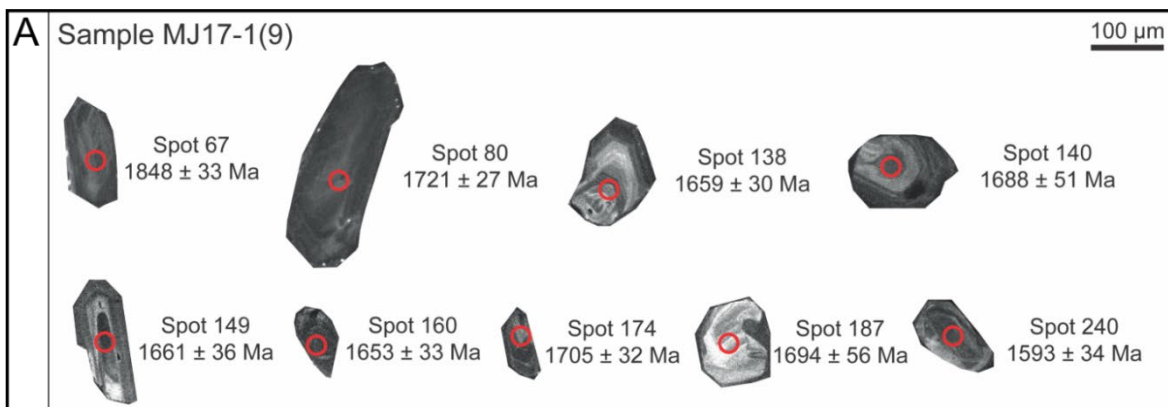 A
Sample MJ17-1(9)
100 µm
Spot 67
1848 ± 33 Ma
Spot 80
1721 ± 27 Ma
Spot 138
1659 ± 30 Ma
Spot 140
1688 ± 51 Ma
Spot 149
1661 ± 36 Ma
Spot 160
1653 ± 33 Ma
Spot 174
1705 ± 32 Ma
Spot 187
1694 ± 56 Ma
Spot 240
1593 ± 34 Ma